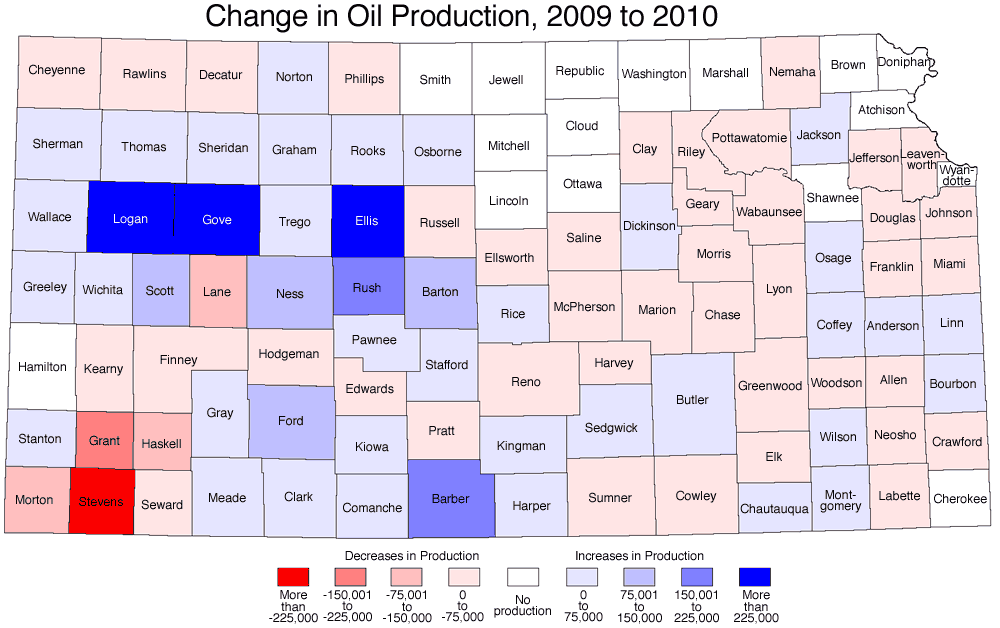 Change in Oil Production, 2009 to 2010
Cheyenne
Rawlins
Decatur
Norton
Phillips
Smith
Jewell
Republic
Washington
Marshall
Nemaha
Brown
Doniphan
Atchison
Sherman
Thomas
Sheridan
Graham
Rooks
Osborne
Mitchell
Cloud
Clay
Riley
Pottawatomie
Jackson
Jefferson
Leaven-
worth
Wyan-
dotte
Wallace
Logan
Gove
Trego
Ellis
Russell
Lincoln
Ottawa
Saline
Dickinson
Geary
Wabaunsee
Shawnee
Douglas
Johnson
Greeley
Wichita
Scott
Lane
Ness
Rush
Barton
Ellsworth
Rice
McPherson
Marion
Morris
Chase
Lyon
Osage
Franklin
Miami
Coffey
Anderson
Linn
Hamilton
Kearny
Finney
Hodgeman
Pawnee
Edwards
Stafford
Reno
Harvey
Sedgwick
Butler
Greenwood
Woodson
Allen
Bourbon
Stanton
Grant
Haskell
Gray
Ford
Kiowa
Pratt
Kingman
Elk
Wilson
Neosho
Crawford
Morton
Stevens
Seward
Meade
Clark
Comanche
Barber
Harper
Sumner
Cowley
Chautauqua
Mont-
gomery
Labette
Cherokee
Decreases in Production
Increases in Production
More
than
-225,000
-150,001
to
-225,000
-75,001
to
-150,000
0
to
-75,000
No
production
0
to
75,000
75,001
to
150,000
150,001
to
225,000
More
than
225,000